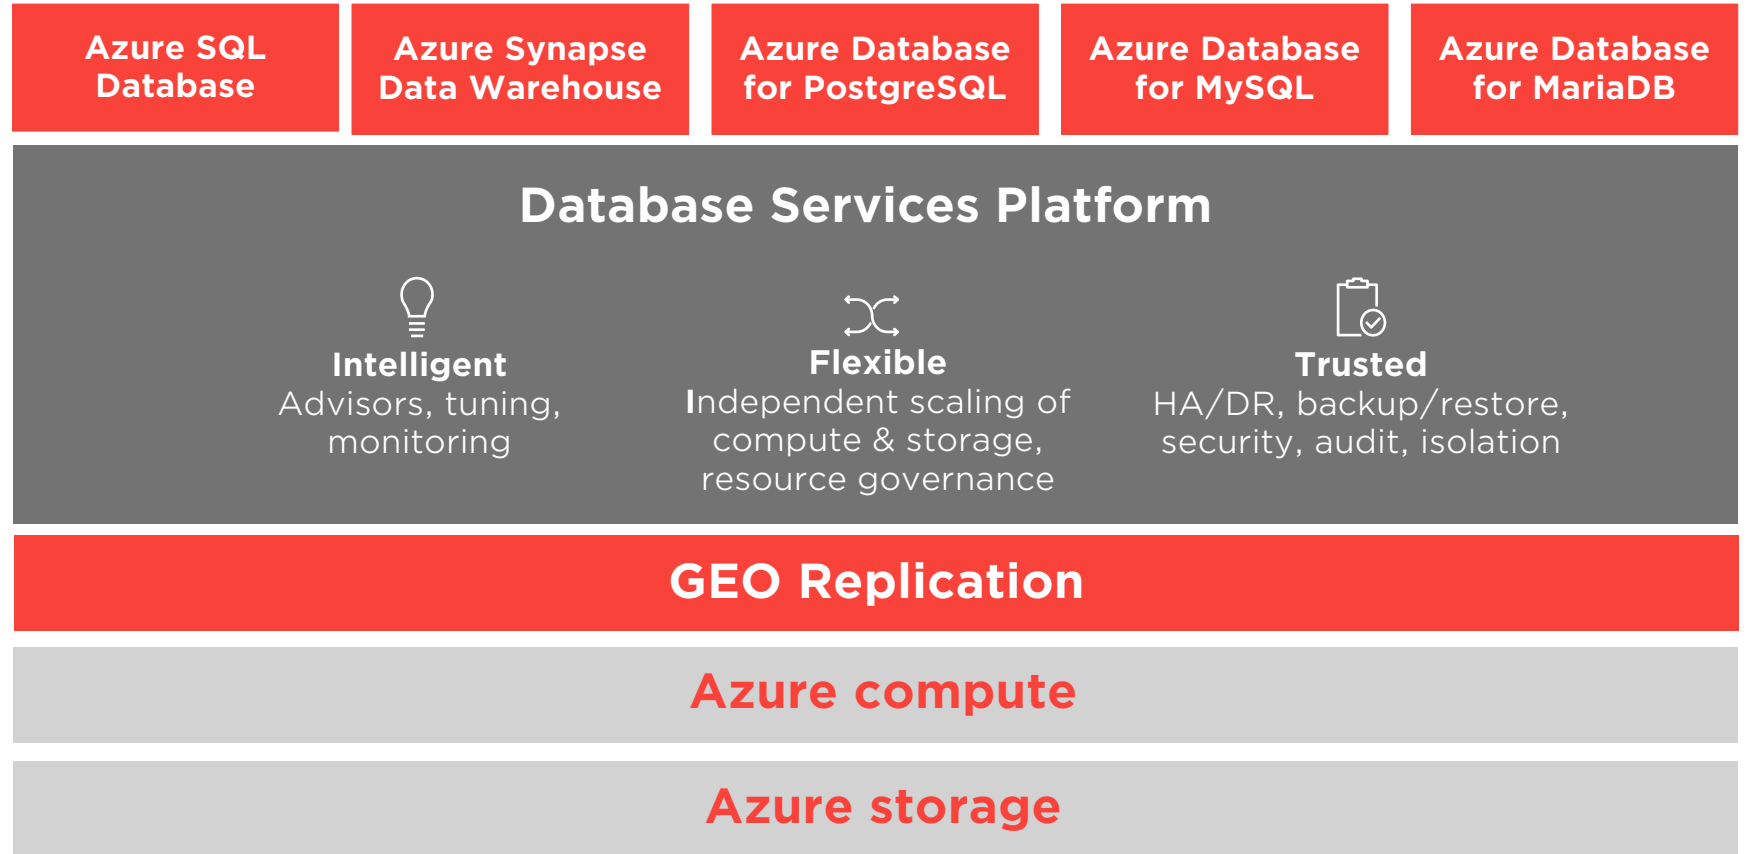 Azure SQL
Database
Azure Synapse
Data Warehouse
Azure Database
for PostgreSQL
Azure Database
for MySQL
Azure Database
for MariaDB
Database Services Platform
Intelligent
Advisors, tuning,
monitoring
Flexible
Independent scaling of
compute & storage,
resource governance
Trusted
HA/DR, backup/restore,
security, audit, isolation
GEO Replication
Azure compute
Azure storage